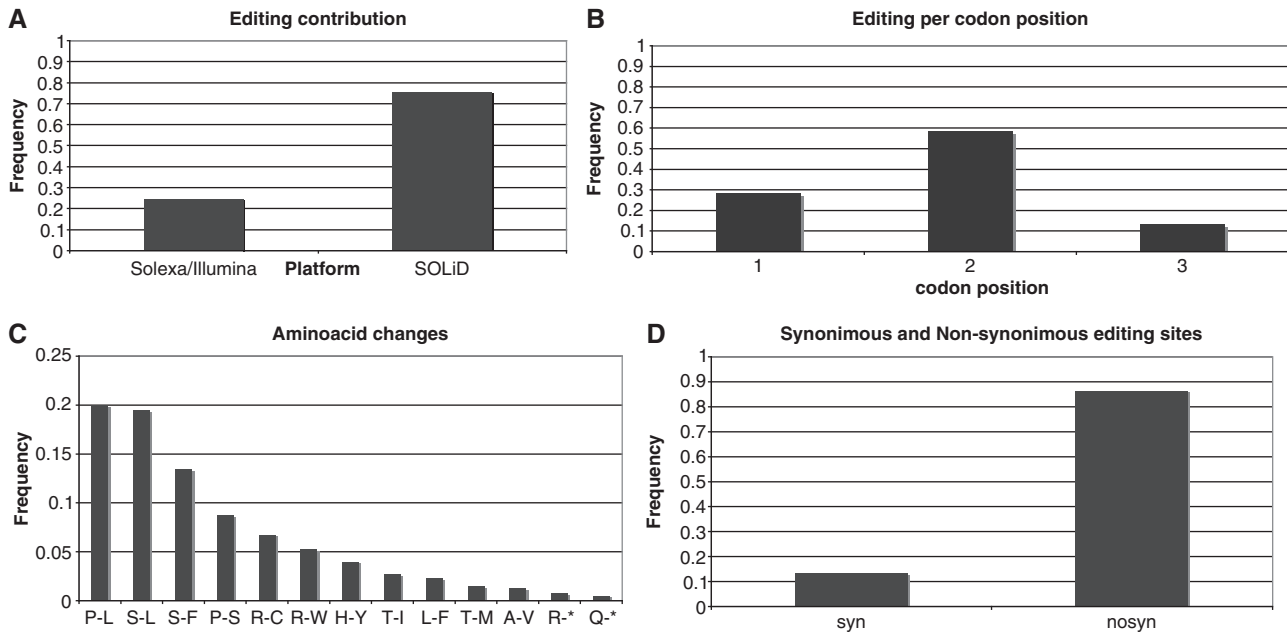 A
Editing contribution
Frequency
1
0.9
0.8
0.7
0.6
0.5
0.4
0.3
0.2
0.1
0
Solexa/Illumina Platform SOLiD
B
Editing per codon position
Frequency
1
0.9
0.8
0.7
0.6
0.5
0.4
0.3
0.2
0.1
0
1 2 3
codon position
C
Aminoacid changes
Frequency
0.25
0.2
0.15
0.1
0.05
0
P-L S-L S-F P-S R-C R-W H-Y T-I L-F T-M A-V R-* Q-*
D
Synonimous and Non-synonimous editing sites
Frequency
1
0.9
0.8
0.7
0.6
0.5
0.4
0.3
0.2
0.1
0
syn nosyn